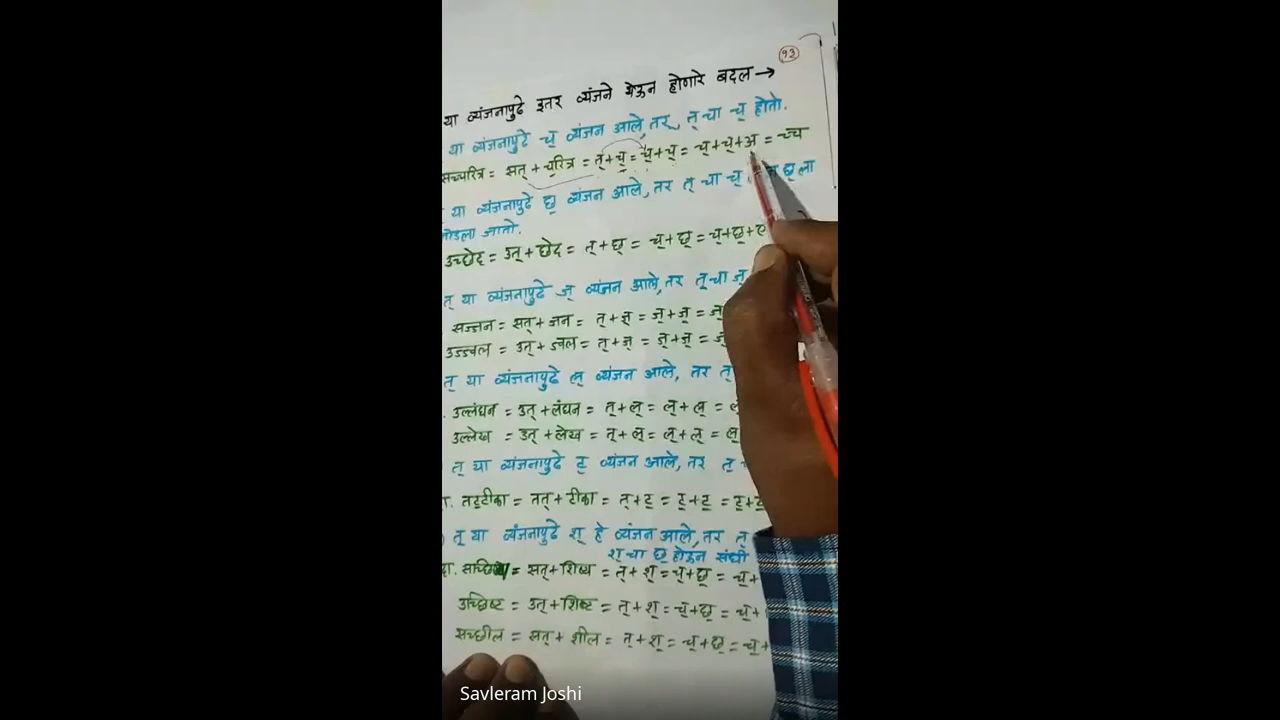 १३
या व्यंजनापुढे इतर व्यंजने येऊन होणारे बदल→
या व्यंजनापुढे च् व्यंजन आले, तर, त् चा च् होतो.
सच्चरित्र = सत् + चरित्र = त्+च् = च्+च् = च्+च्+अ = च्च
या व्यंजनापुढे छ् व्यंजन आले, तर त् चा च् छ् ला
जोडला जातो.
उच्छेद = उत् + छेद = त्+छ् = च्+छ् = च्+छ्+ए
त् या व्यंजनापुढे ज् व्यंजन आले, तर त् चा ज्
सज्जन = सत् + जन = त्+ज् = ज्+ज् = ज्
उज्ज्वल = उत् + ज्वल = त्+ज् = ज्+ज् = ज्
त् या व्यंजनापुढे ल् व्यंजन आले, तर त्
उल्लंघन = उत् + लंघन = त्+ल् = ल्+ल् = ल्
उल्लेख = उत् + लेख = त्+ल् = ल्+ल् = ल्
त् या व्यंजनापुढे ट् व्यंजन आले, तर त्
तट्टीका = तत् + टीका = त्+ट् = ट्+ट् = ट्+ट्
त् या व्यंजनापुढे श् हे व्यंजन आले, तर त्
श् चा छ् होऊन संधी
दा. सच्छिष्य = सत् + शिष्य = त्+श् = च्+छ् = च्+
उच्छिष्ट = उत् + शिष्ट = त्+श् = च्+छ् = च्+
सच्छील = सत् + शील = त्+श् = च्+छ् = च्+
Savleram Joshi